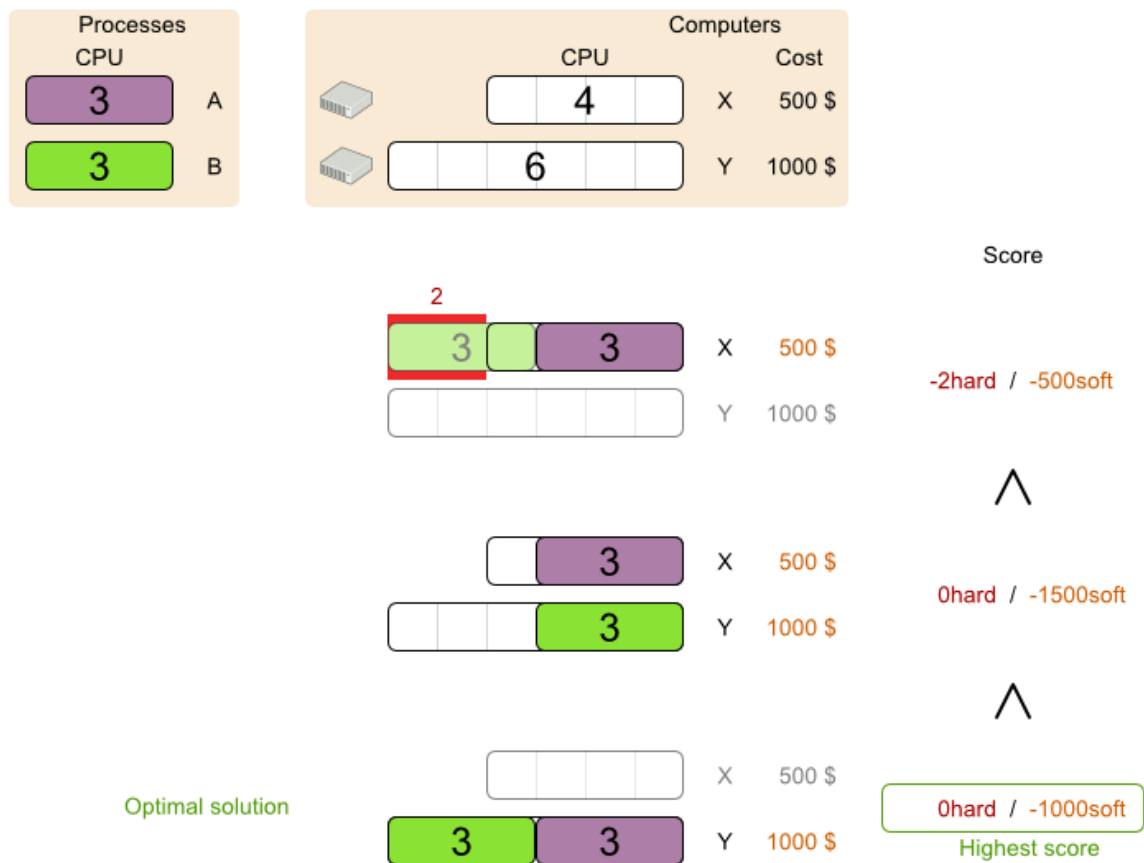 Processes
Computers
CPU
CPU
Cost
3
A
4
X
500 $
3
B
6
Y
1000 $
Score
2
3
3
X
500 $
-2hard / -500soft
Y
1000 $
3
X
500 $
0hard / -1500soft
3
Y
1000 $
X
500 $
Optimal solution
0hard / -1000soft
3
3
Y
1000 $
Highest score